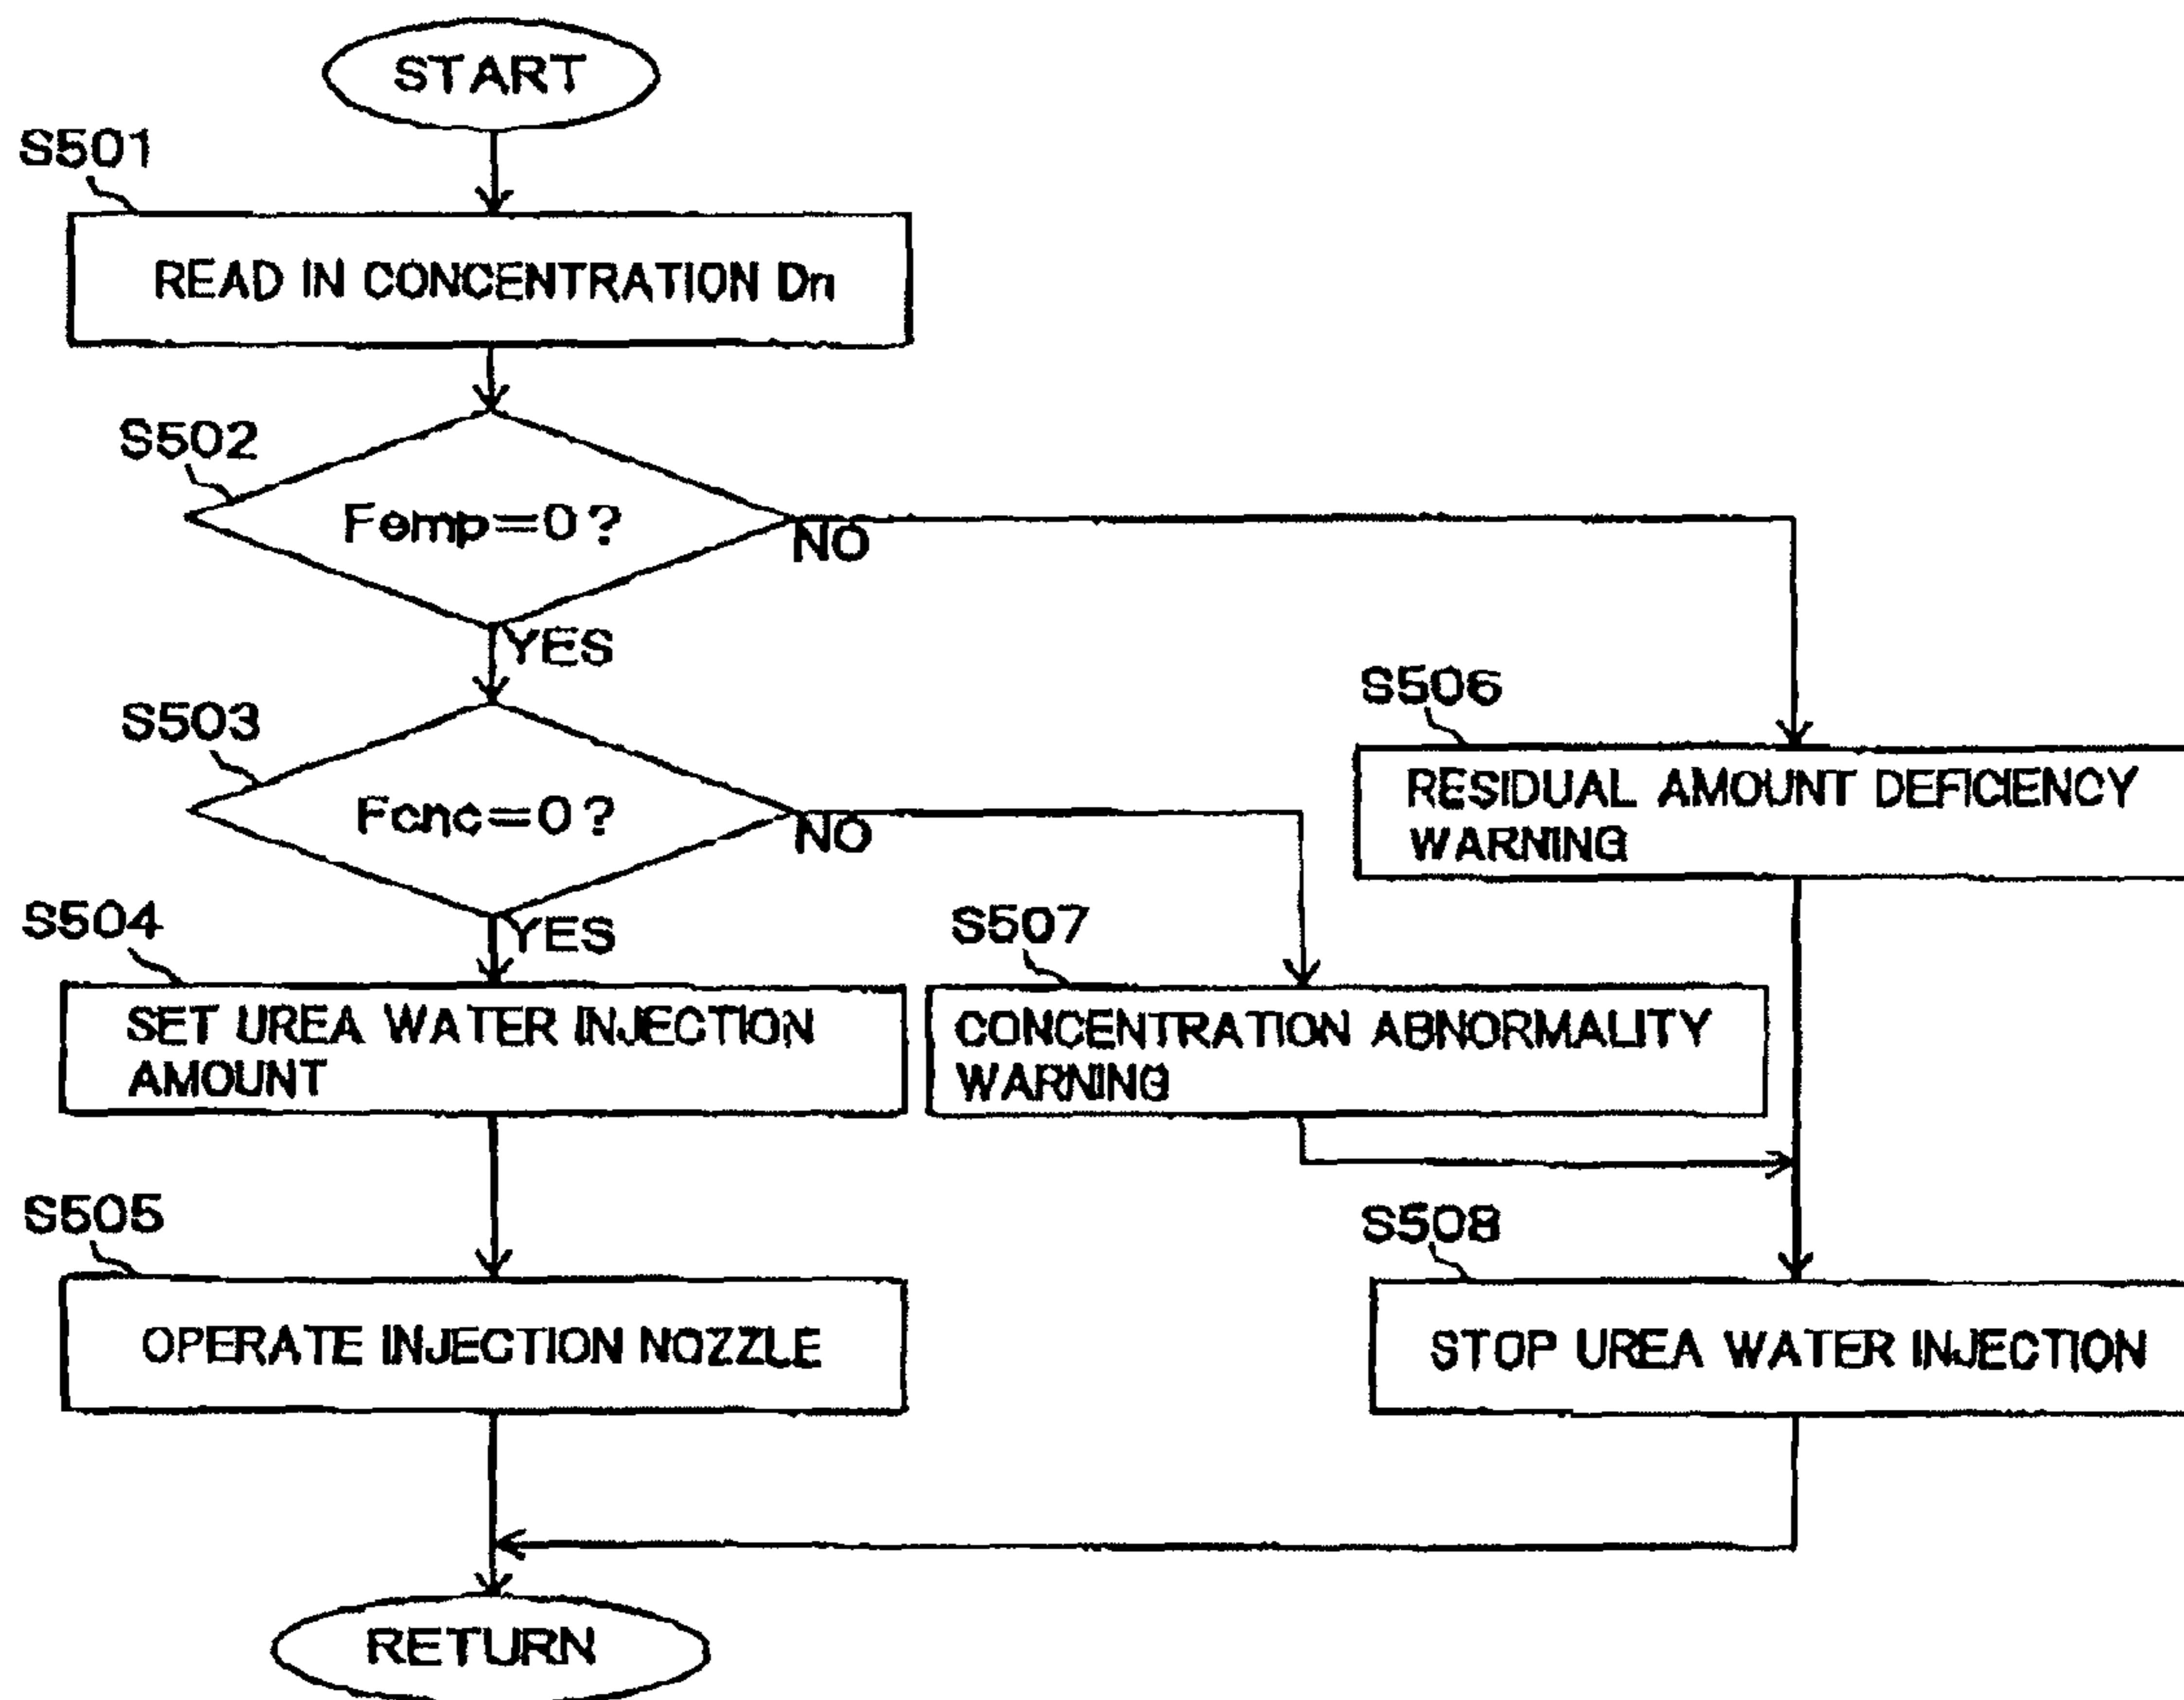 START
S501
READ IN CONCENTRATION Dn
S502
Femp=0?
NO
YES
S503
Fcnc=0?
NO
YES
S506
RESIDUAL AMOUNT DEFICIENCY
WARNING
S504
SET UREA WATER INJECTION
AMOUNT
S507
CONCENTRATION ABNORMALITY
WARNING
S505
OPERATE INJECTION NOZZLE
S508
STOP UREA WATER INJECTION
RETURN